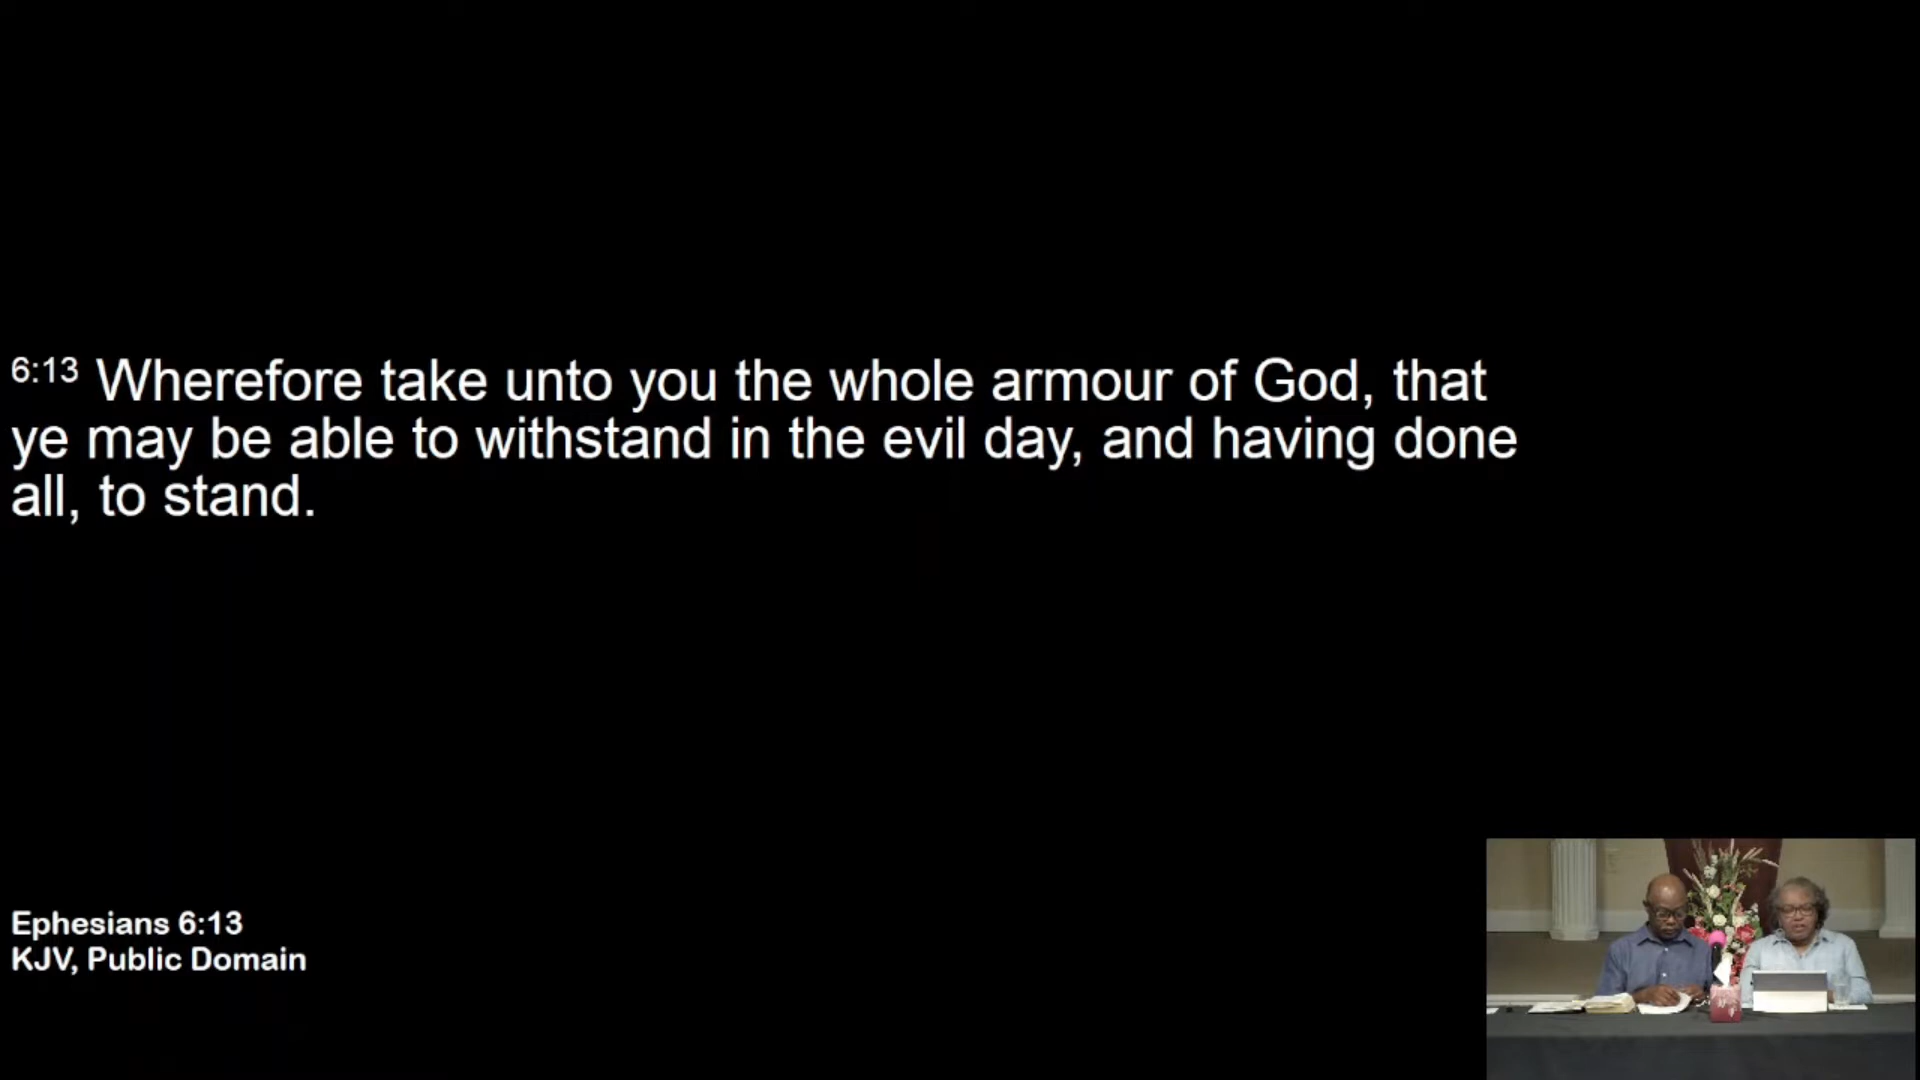 6:13 Wherefore take unto you the whole armour of God, that
ye may be able to withstand in the evil day, and having done
all, to stand.
Ephesians 6:13
KJV, Public Domain